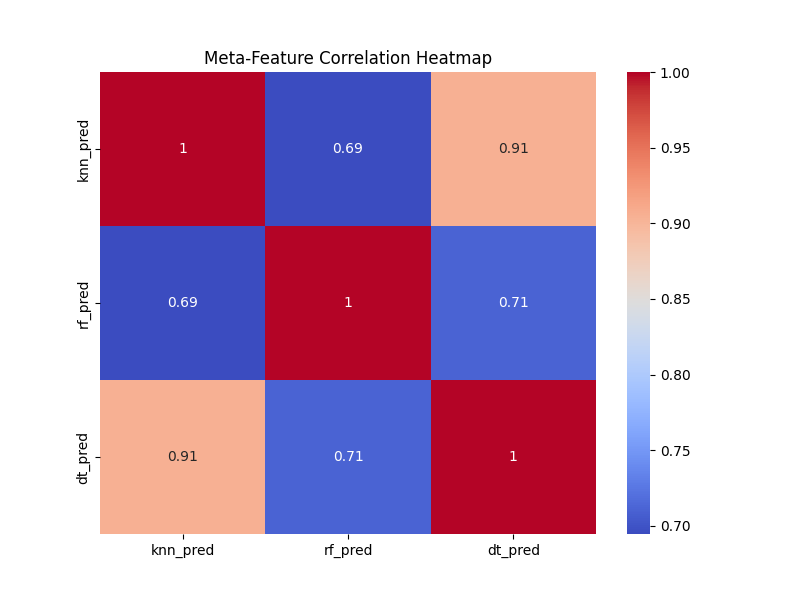 Meta-Feature Correlation Heatmap
knn_pred
1
0.69
0.91
rf_pred
0.69
1
0.71
dt_pred
0.91
0.71
1
knn_pred
rf_pred
dt_pred
1.00
0.95
0.90
0.85
0.80
0.75
0.70